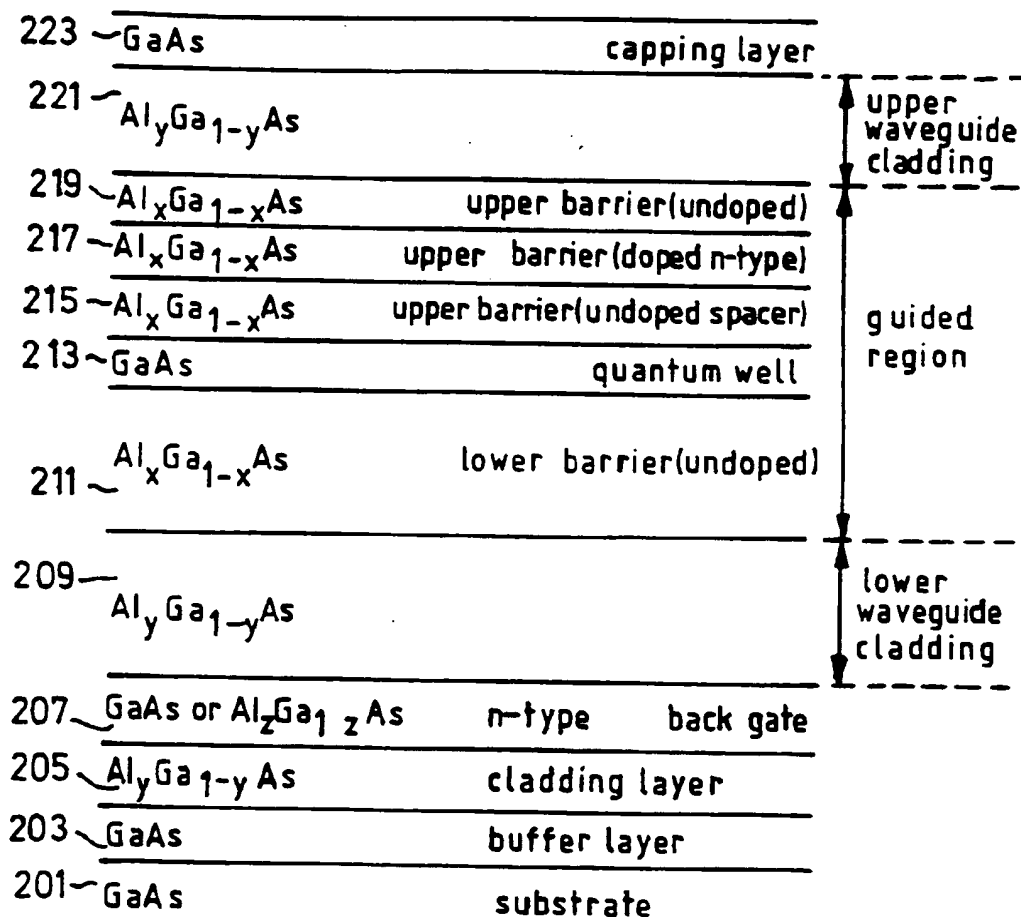 223 GaAs capping layer
221 AlyGa1-yAs upper waveguide cladding
219 AlxGa1-xAs upper barrier(undoped)
217 AlxGa1-xAs upper barrier(doped n-type)
215 AlxGa1-xAs upper barrier(undoped spacer)
guided region
213 GaAs quantum well
211 AlxGa1-xAs lower barrier(undoped)
209 AlyGa1-yAs lower waveguide cladding
207 GaAs or AlzGa1 zAs n-type back gate
205 AlyGa1-yAs cladding layer
203 GaAs buffer layer
201 GaAs substrate